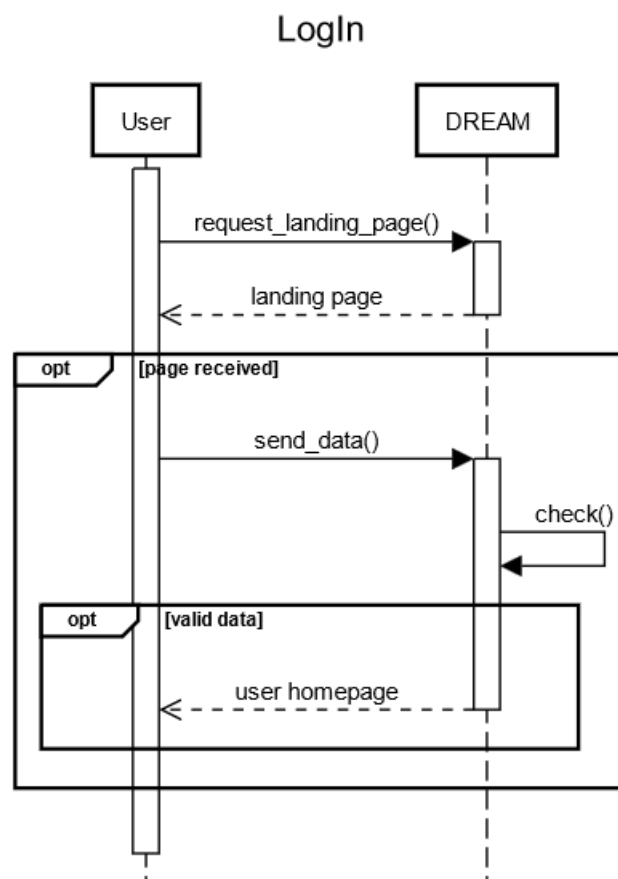 LogIn
User
DREAM
request_landing_page()
landing page
opt
[page received]
send_data()
check()
opt
[valid data]
user homepage